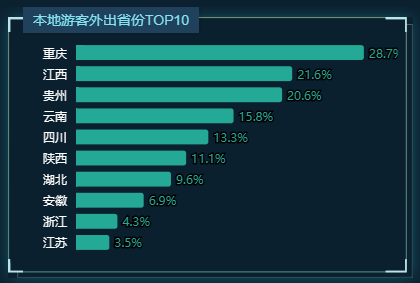 本地游客外出省份TOP10
重庆 28.7%
江西 21.6%
贵州 20.6%
云南 15.8%
四川 13.3%
陕西 11.1%
湖北 9.6%
安徽 6.9%
浙江 4.3%
江苏 3.5%